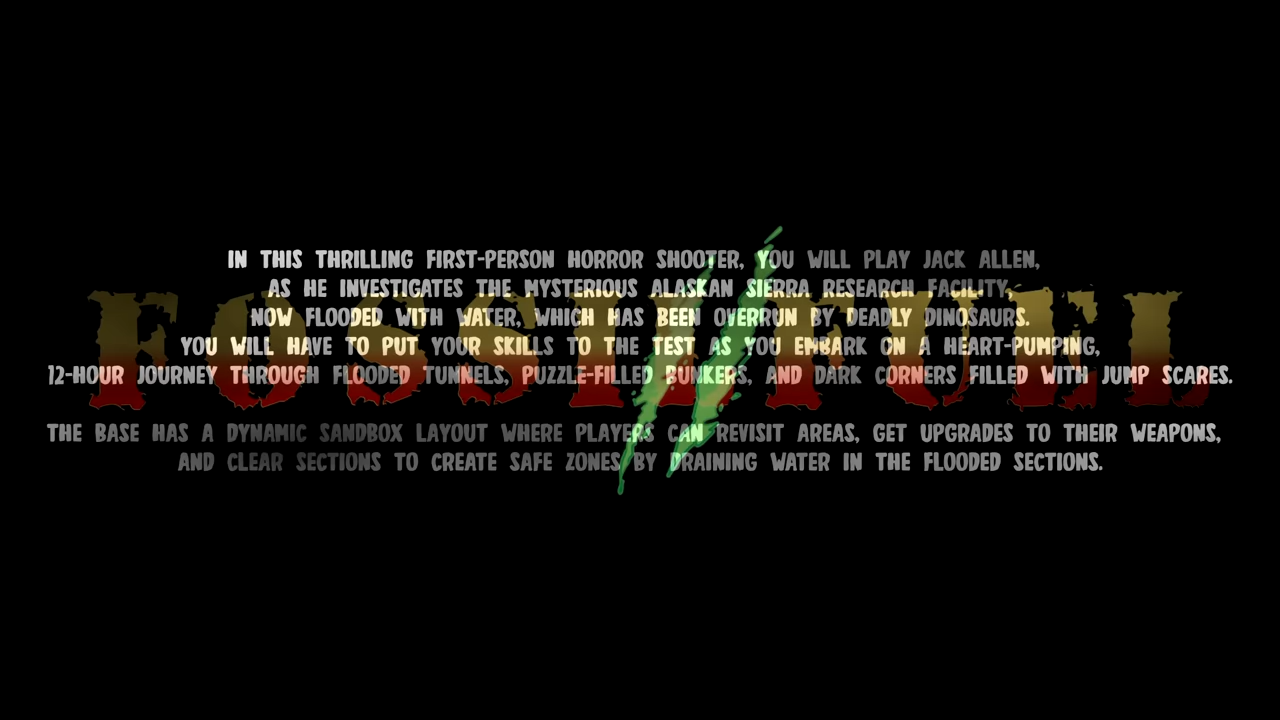 IN THIS THRILLING FIRST-PERSON HORROR SHOOTER, YOU WILL PLAY JACK ALLEN,
AS HE INVESTIGATES THE MYSTERIOUS ALASKAN SIERRA RESEARCH FACILITY,
NOW FLOODED WITH WATER, WHICH HAS BEEN OVERRUN BY DEADLY DINOSAURS.
YOU WILL HAVE TO PUT YOUR SKILLS TO THE TEST AS YOU EMBARK ON A HEART-PUMPING,
12-HOUR JOURNEY THROUGH FLOODED TUNNELS, PUZZLE-FILLED BUNKERS, AND DARK CORNERS FILLED WITH JUMP SCARES.
FOSSIL FUEL
THE BASE HAS A DYNAMIC SANDBOX LAYOUT WHERE PLAYERS CAN REVISIT AREAS, GET UPGRADES TO THEIR WEAPONS,
AND CLEAR SECTIONS TO CREATE SAFE ZONES BY DRAINING WATER IN THE FLOODED SECTIONS.